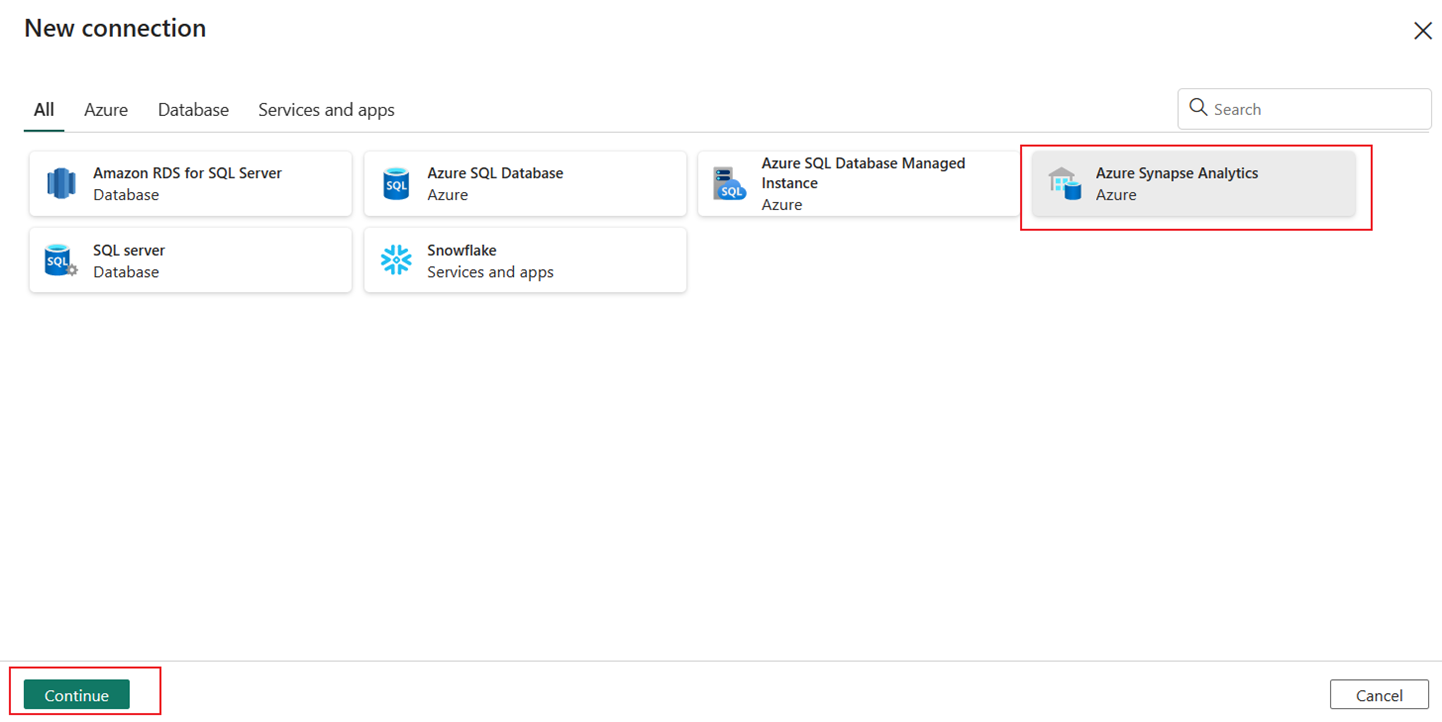 New connection
All
Azure
Database
Services and apps
Search
Amazon RDS for SQL Server
Database
SQL
Azure SQL Database
Azure
SQL
Azure SQL Database Managed
Instance
Azure
Azure Synapse Analytics
Azure
SQL
SQL server
Database
Snowflake
Services and apps
Continue
Cancel